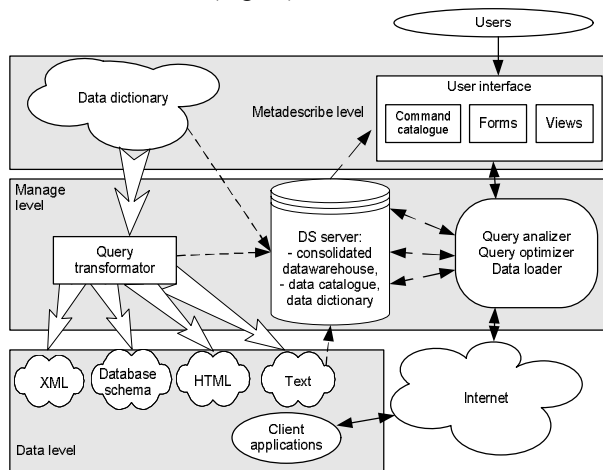 Users
Data dictionary
Metadescribe level
User interface
Command
catalogue
Forms
Views
Manage
level
Query
transformator
DS server:
- consolidated
datawarehouse,
- data catalogue,
data dictionary
Query analizer
Query optimizer
Data loader
XML
Database
schema
HTML
Text
Internet
Client
applications
Data level